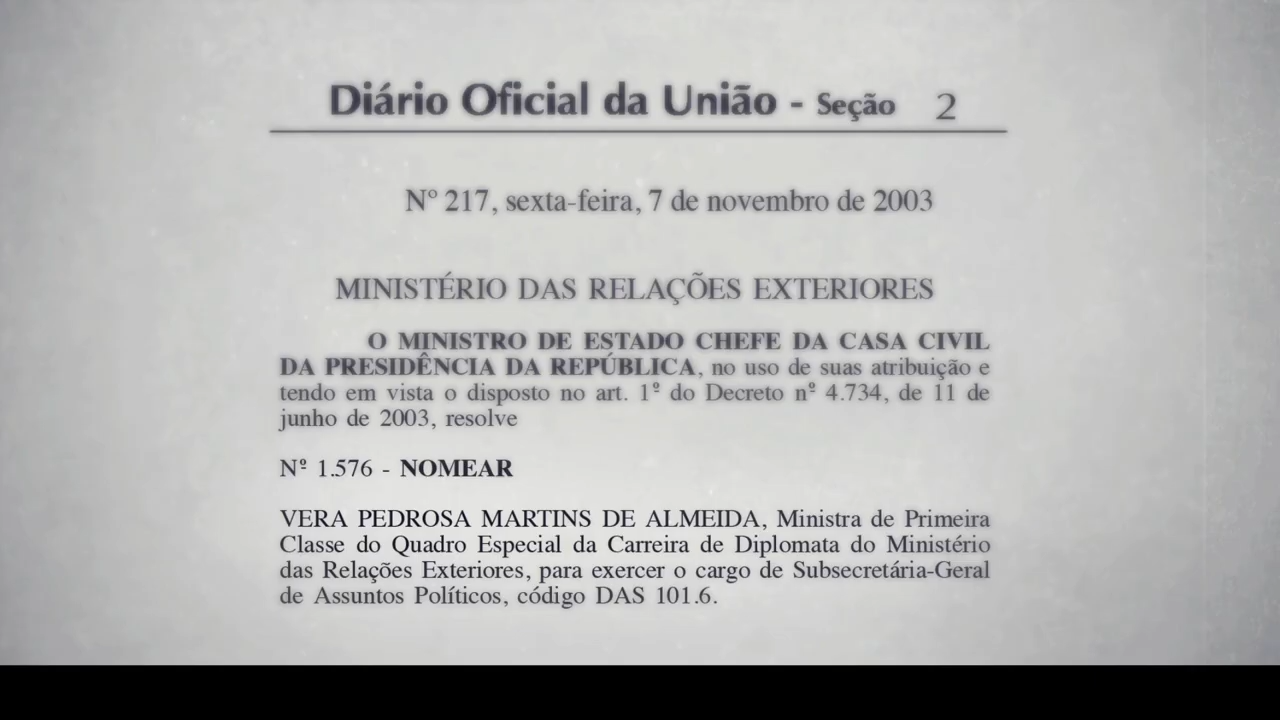 Diário Oficial da União - Seção 2
Nº 217, sexta-feira, 7 de novembro de 2003
MINISTÉRIO DAS RELAÇÕES EXTERIORES
O MINISTRO DE ESTADO CHEFE DA CASA CIVIL
DA PRESIDÊNCIA DA REPÚBLICA, no uso de suas atribuição e
tendo em vista o disposto no art. 1º do Decreto nº 4.734, de 11 de
junho de 2003, resolve
Nº 1.576 - NOMEAR
VERA PEDROSA MARTINS DE ALMEIDA, Ministra de Primeira
Classe do Quadro Especial da Carreira de Diplomata do Ministério
das Relações Exteriores, para exercer o cargo de Subsecretária-Geral
de Assuntos Políticos, código DAS 101.6.